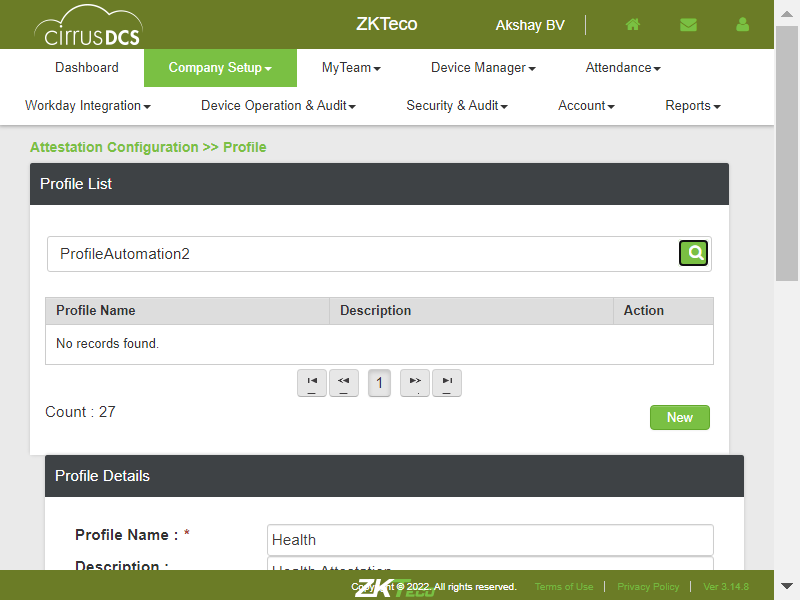 cirrusDCS
ZKTeco
Akshay BV
Dashboard
Company Setup
MyTeam
Device Manager
Attendance
Workday Integration
Device Operation & Audit
Security & Audit
Account
Reports
Attestation Configuration >> Profile
Profile List
ProfileAutomation2
Profile Name
Description
Action
No records found.
1
Count : 27
New
Profile Details
Profile Name : *
Health
Description :
Health Attestation
ZKTeco
Copyright © 2022. All rights reserved.
Terms of Use
Privacy Policy
Ver 3.14.8